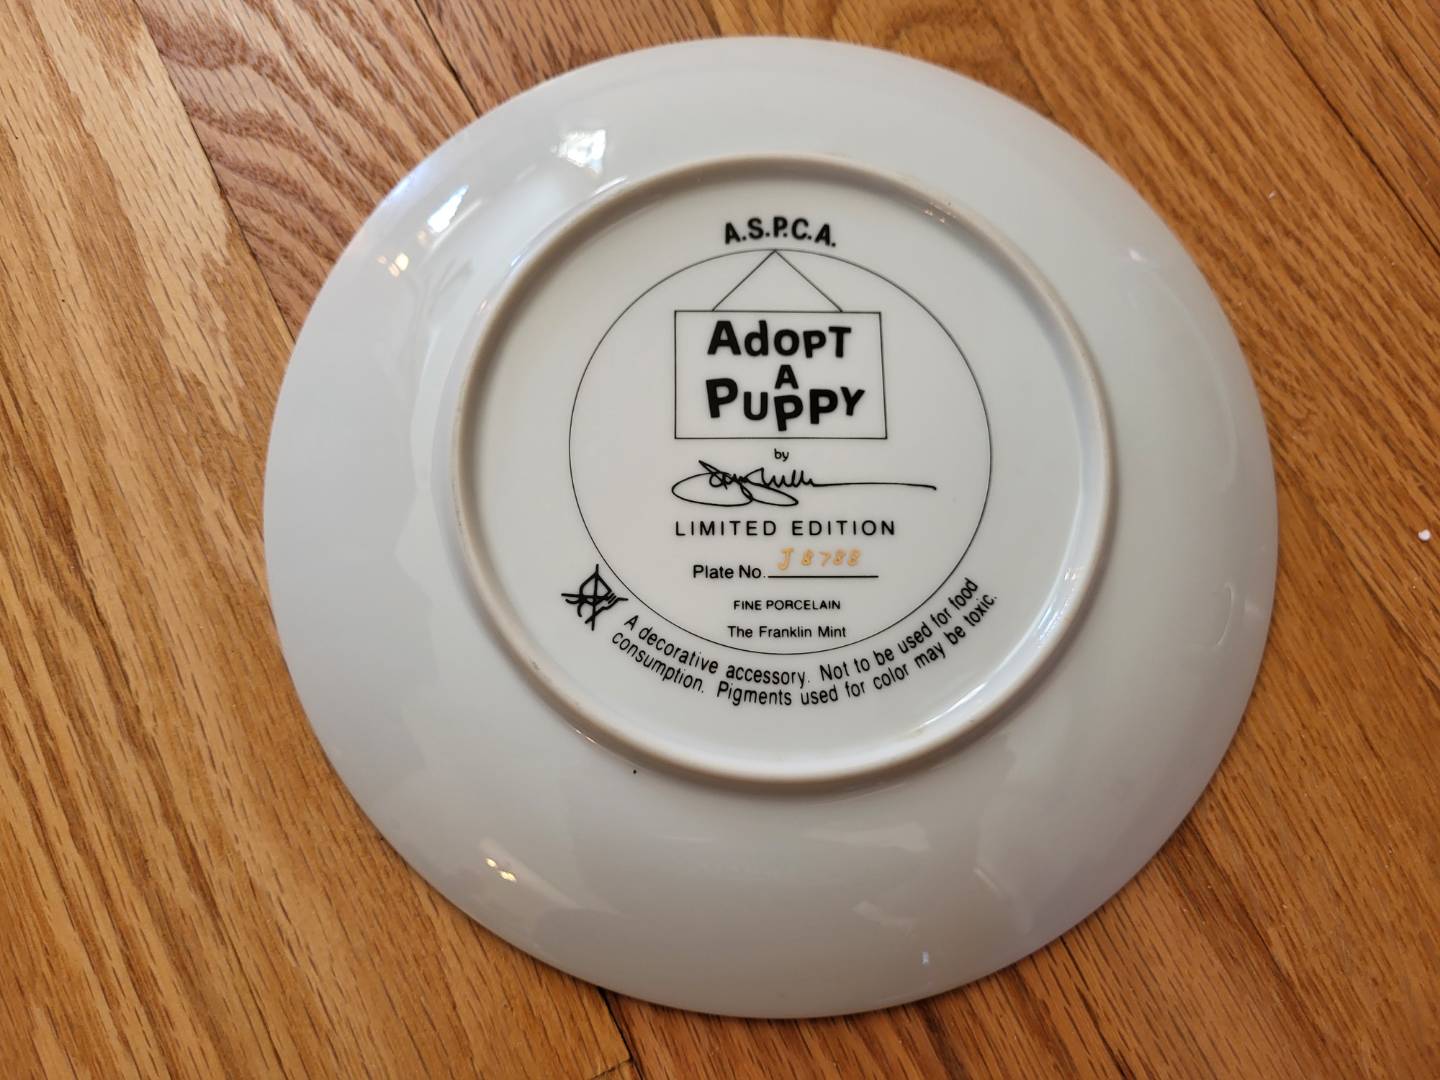 A.S.P.C.A.
ADOPT
A
PUPPY
by
LIMITED EDITION
Plate No. J8788
FINE PORCELAIN
The Franklin Mint
A decorative accessory. Not to be used for food
consumption. Pigments used for color may be toxic.